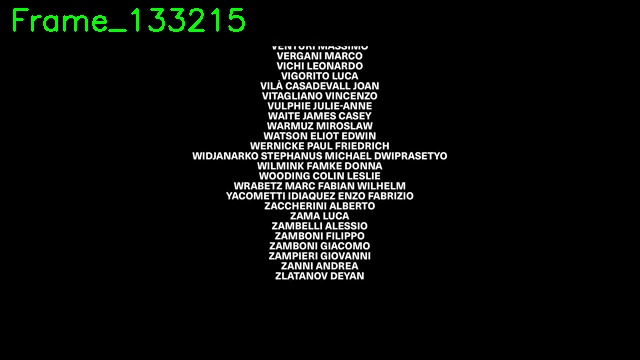 Frame_133215
VENTURI MASSIMO
VERGANI MARCO
VICHI LEONARDO
VIGORITO LUCA
VILÀ CASADEVALL JOAN
VITAGLIANO VINCENZO
VULPHIE JULIE-ANNE
WAITE JAMES CASEY
WARMUZ MIROSLAW
WATSON ELIOT EDWIN
WERNICKE PAUL FRIEDRICH
WIDJANARKO STEPHANUS MICHAEL DWIPRASETYO
WILMINK FAMKE DONNA
WOODING COLIN LESLIE
WRABETZ MARC FABIAN WILHELM
YACOMETTI IDIAQUEZ ENZO FABRIZIO
ZACCHERINI ALBERTO
ZAMA LUCA
ZAMBELLI ALESSIO
ZAMBONI FILIPPO
ZAMBONI GIACOMO
ZAMPIERI GIOVANNI
ZANNI ANDREA
ZLATANOV DEYAN